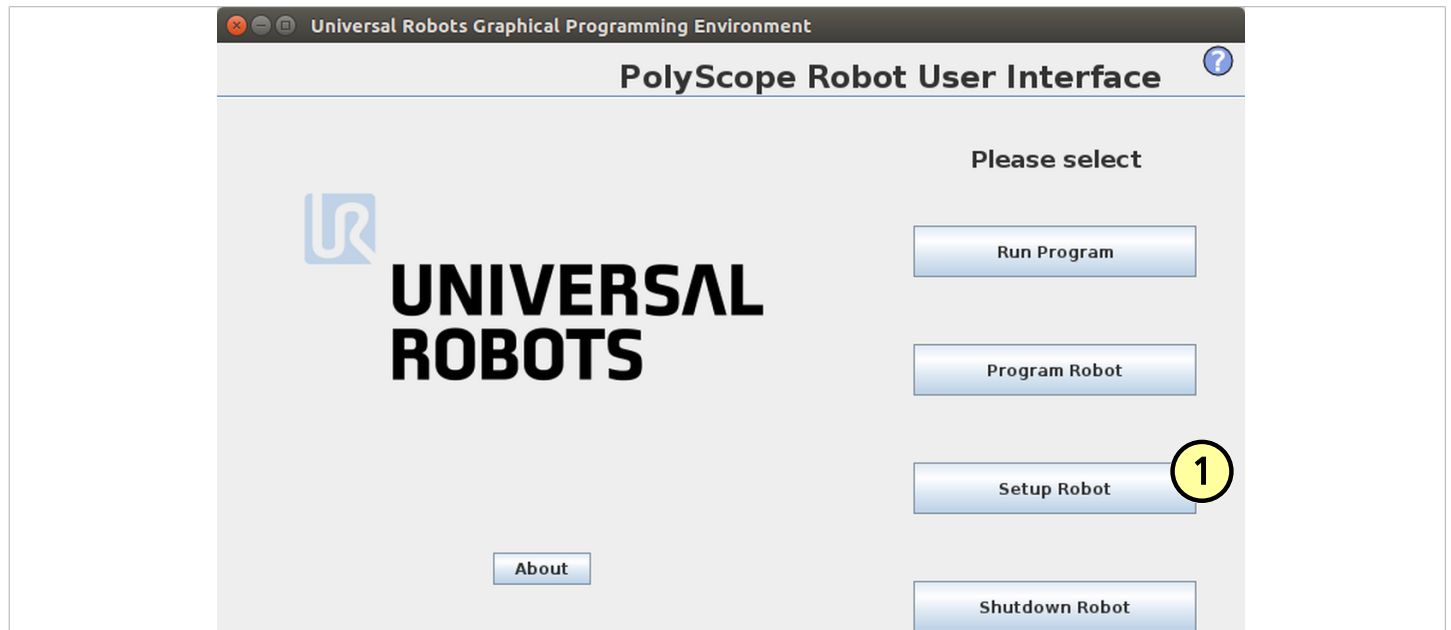 Universal Robots Graphical Programming Environment
PolyScope Robot User Interface
?
Please select
UR
UNIVERSAL
ROBOTS
Run Program
Program Robot
Setup Robot
1
About
Shutdown Robot